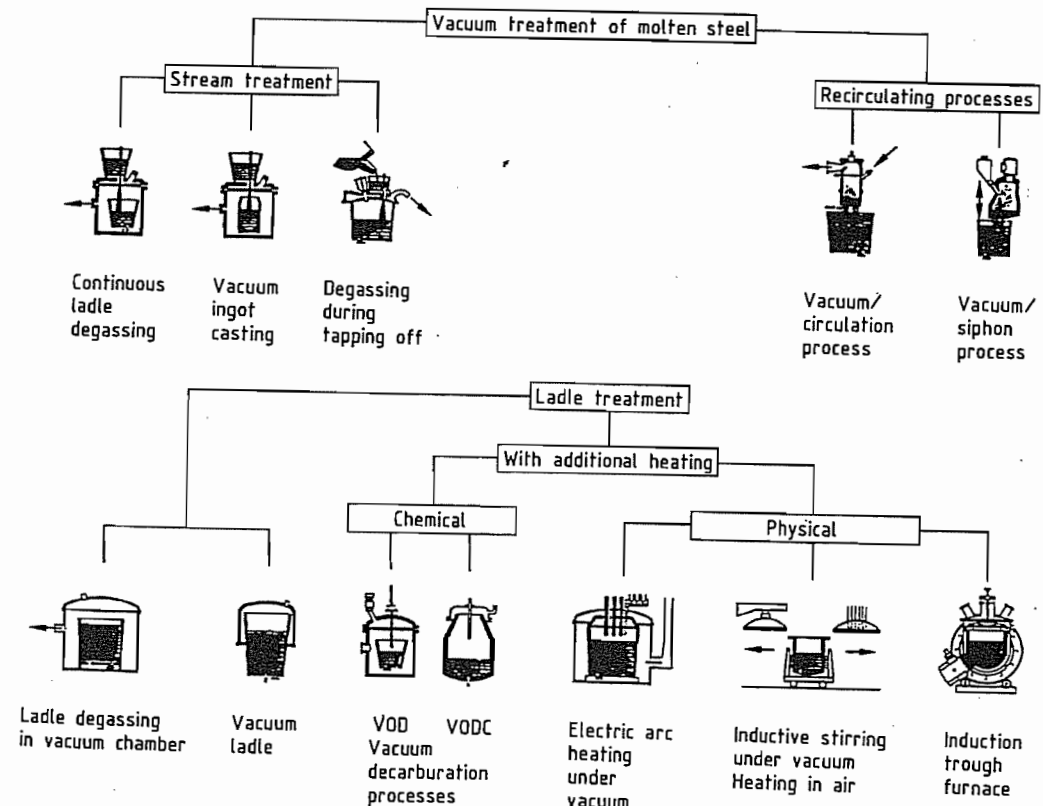 Vacuum treatment of molten steel
Stream treatment
Recirculating processes
Continuous
ladle
degassing
Vacuum
ingot
casting
Degassing
during
tapping off
Vacuum/
circulation
process
Vacuum/
siphon
process
Ladle treatment
With additional heating
Chemical
Physical
Ladle degassing
in vacuum chamber
Vacuum
ladle
VOD VODC
Vacuum
decarburation
processes
Electric arc
heating
under
vacuum
Inductive stirring
under vacuum
Heating in air
Induction
trough
furnace